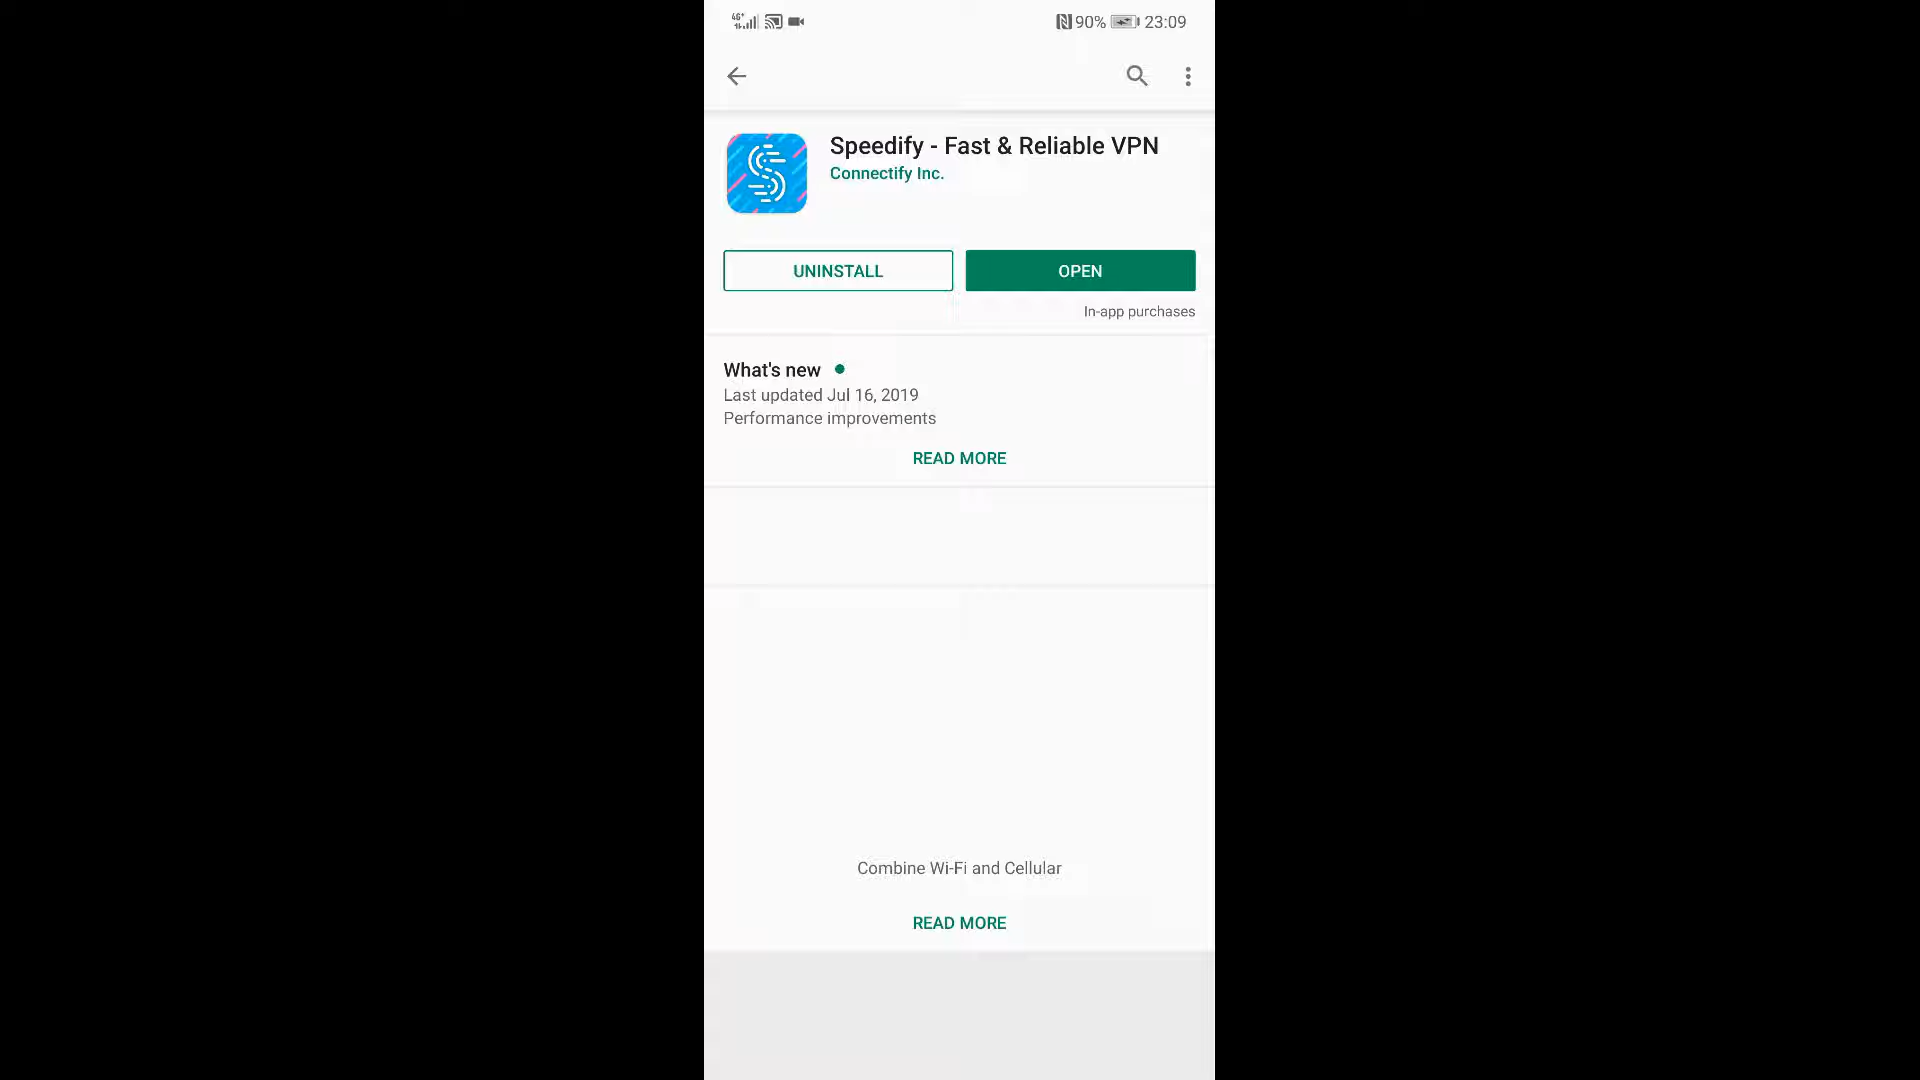 4G+ 90% 23:09
Speedify - Fast & Reliable VPN
Connectify Inc.
UNINSTALL OPEN
In-app purchases
What's new
Last updated Jul 16, 2019
Performance improvements
READ MORE
Combine Wi-Fi and Cellular
READ MORE